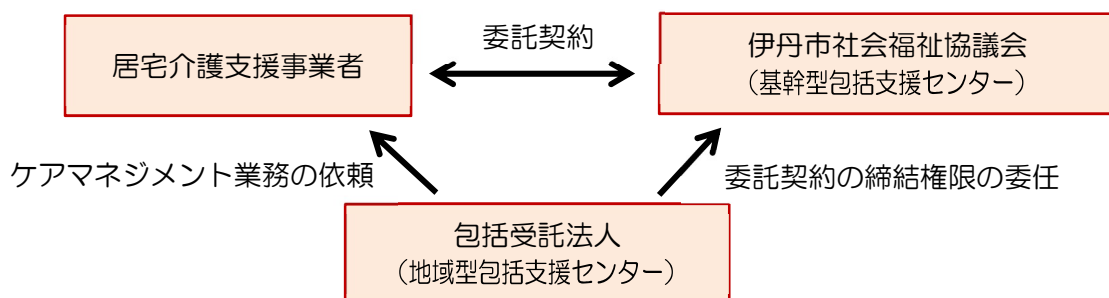 委託契約
居宅介護支援事業者
伊丹市社会福祉協議会
（基幹型包括支援センター）
ケアマネジメント業務の依頼
委託契約の締結権限の委任
包括受託法人
（地域型包括支援センター）